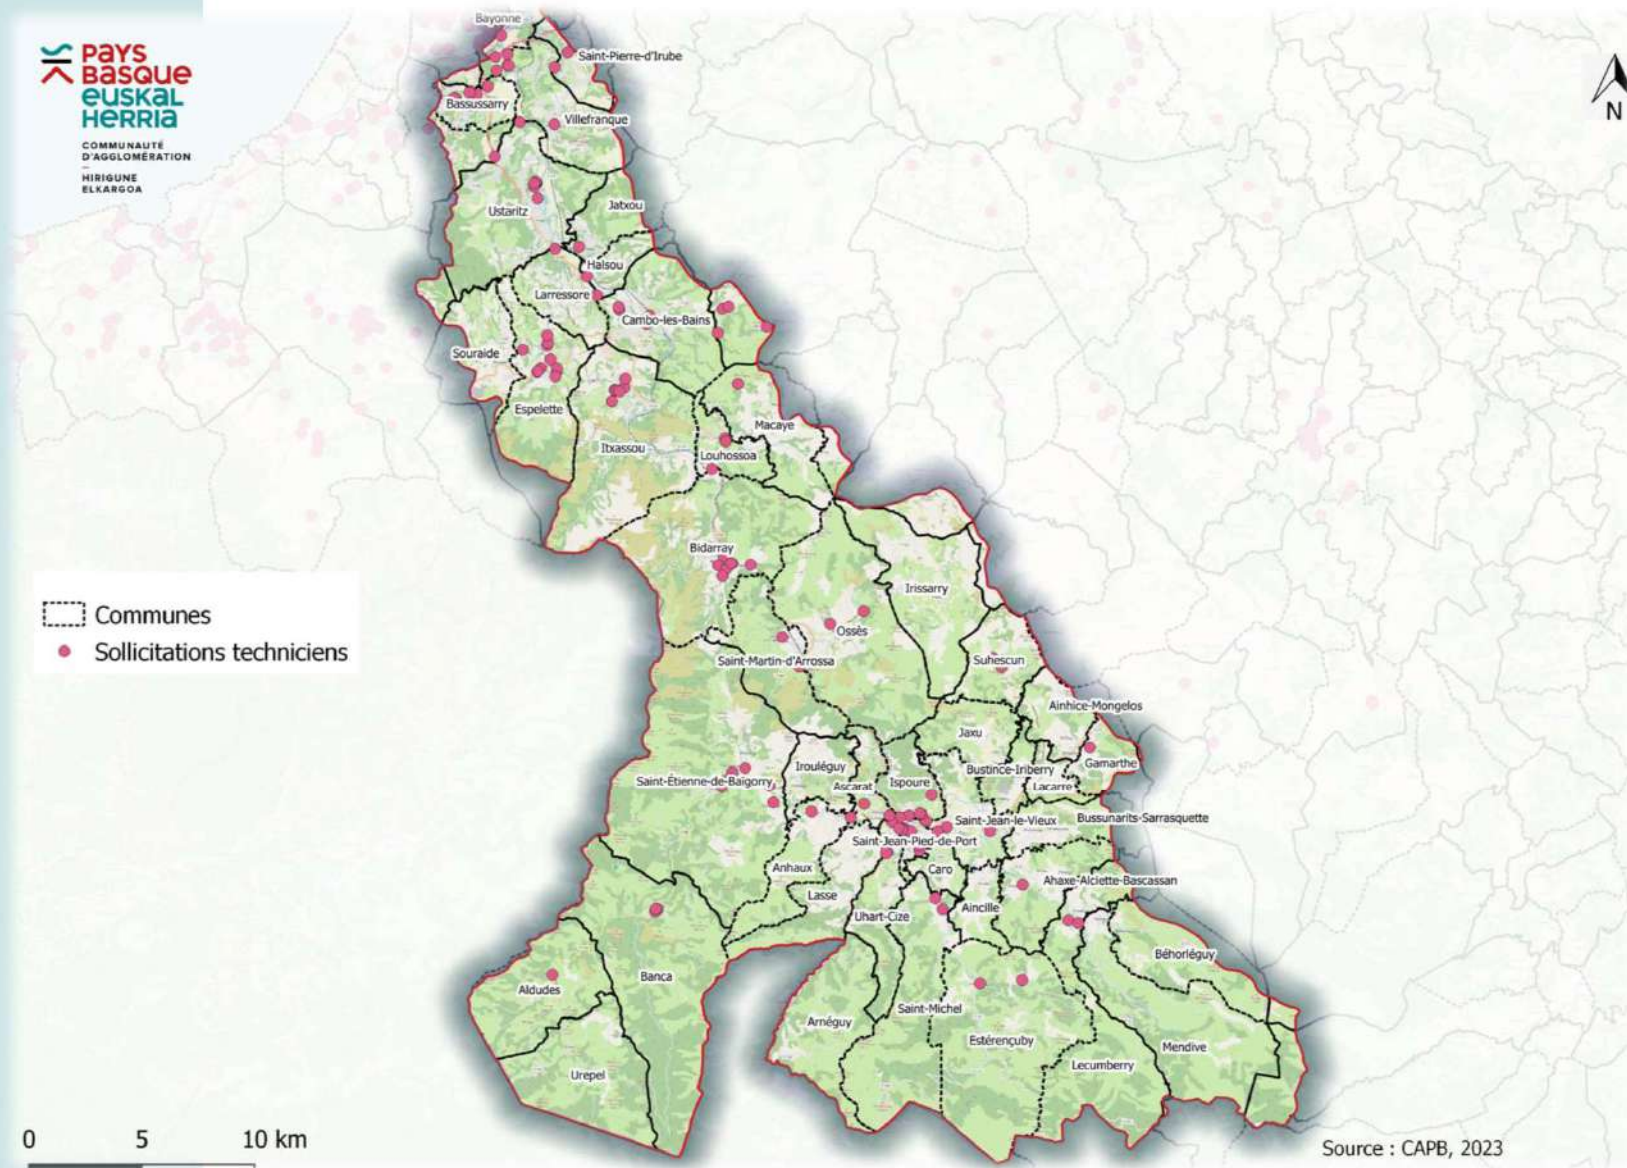 PAYS
BASQUE
EUSKAL
HERRIA
COMMUNAUTÉ
D'AGGLOMÉRATION
HIRIGUNE
ELKARGOA
N
Bayonne
Saint-Pierre-d'Irube
Bassussarry
Villefranque
Ustaritz
Jatxou
Halsou
Larressore
Cambo-les-Bains
Souraide
Espelette
Macaye
Itxassou
Louhossoa
Bidarray
Irissarry
Ossès
Saint-Martin-d'Arrossa
Suhescun
Ainhice-Mongelos
Jaxu
Gamarthe
Irouléguy
Bustince-Iriberry
Saint-Étienne-de-Baïgorry
Ascarat
Ispoure
Lacarre
Saint-Jean-le-Vieux
Bussunarits-Sarrasquette
Saint-Jean-Pied-de-Port
Anhaux
Caro
Ahaxe-Alciette-Bascassan
Lasse
Aincille
Uhart-Cize
Béhorléguy
Banca
Aldudes
Saint-Michel
Arnéguy
Estérençuby
Mendive
Lecumberry
Urepel
Communes
Sollicitations techniciens
0 5 10 km
Source : CAPB, 2023